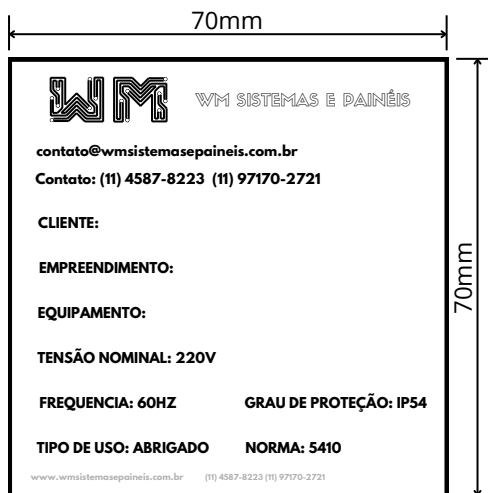 70mm
WM WM SISTEMAS E PAINÉIS
contato@wmsistemasepaineis.com.br
Contato: (11) 4587-8223 (11) 97170-2721
CLIENTE:
EMPREENDIMENTO:
EQUIPAMENTO:
70mm
TENSÃO NOMINAL: 220V
FREQUENCIA: 60HZ GRAU DE PROTEÇÃO: IP54
TIPO DE USO: ABRIGADO NORMA: 5410
www.wmsistemasepaineis.com.br (11) 4587-8223 (11) 97170-2721